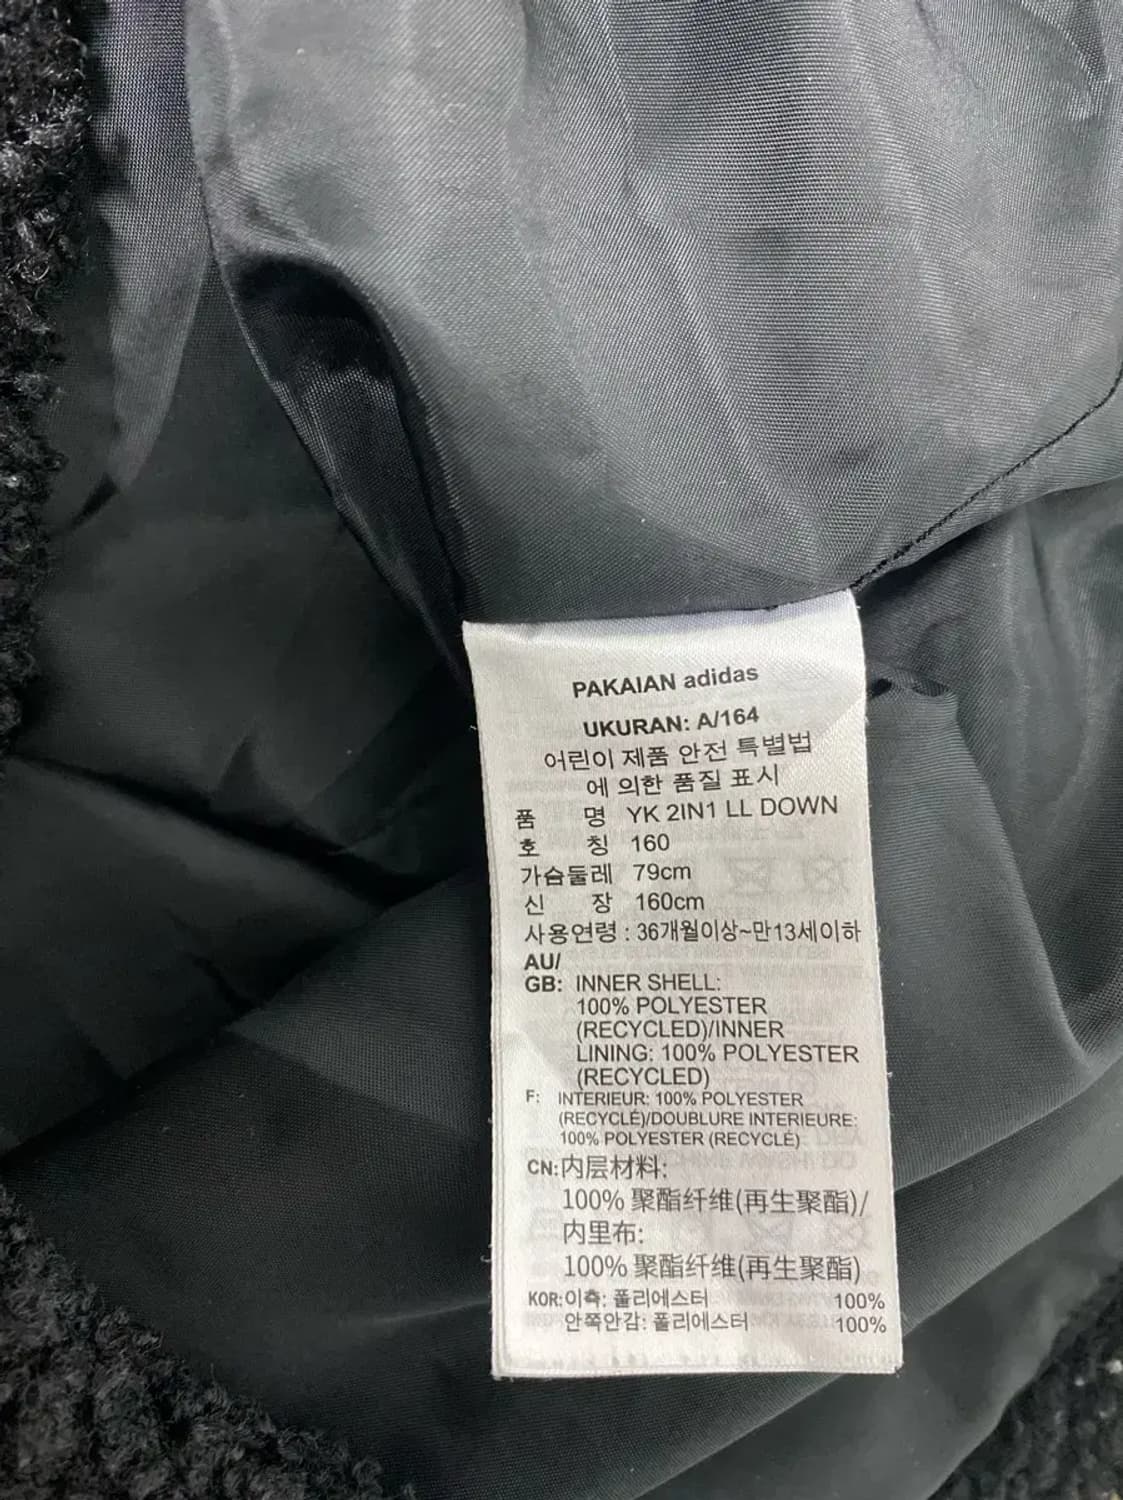 PAKAIAN adidas
UKURAN: A/164
어린이 제품 안전 특별법
에 의한 품질 표시
품 명 YK 2IN1 LL DOWN
호 칭 160
가슴둘레 79cm
신 장 160cm
사용연령 : 36개월이상~만13세이하
AU/
GB: INNER SHELL:
100% POLYESTER
(RECYCLED)/INNER
LINING: 100% POLYESTER
(RECYCLED)
F: INTERIEUR: 100% POLYESTER
(RECYCLÉ)/DOUBLURE INTERIEURE:
100% POLYESTER (RECYCLÉ)
CN:内层材料:
100% 聚酯纤维(再生聚酯)/
内里布:
100% 聚酯纤维(再生聚酯)
KOR:이측: 폴리에스터 100%
안쪽안감: 폴리에스터 100%